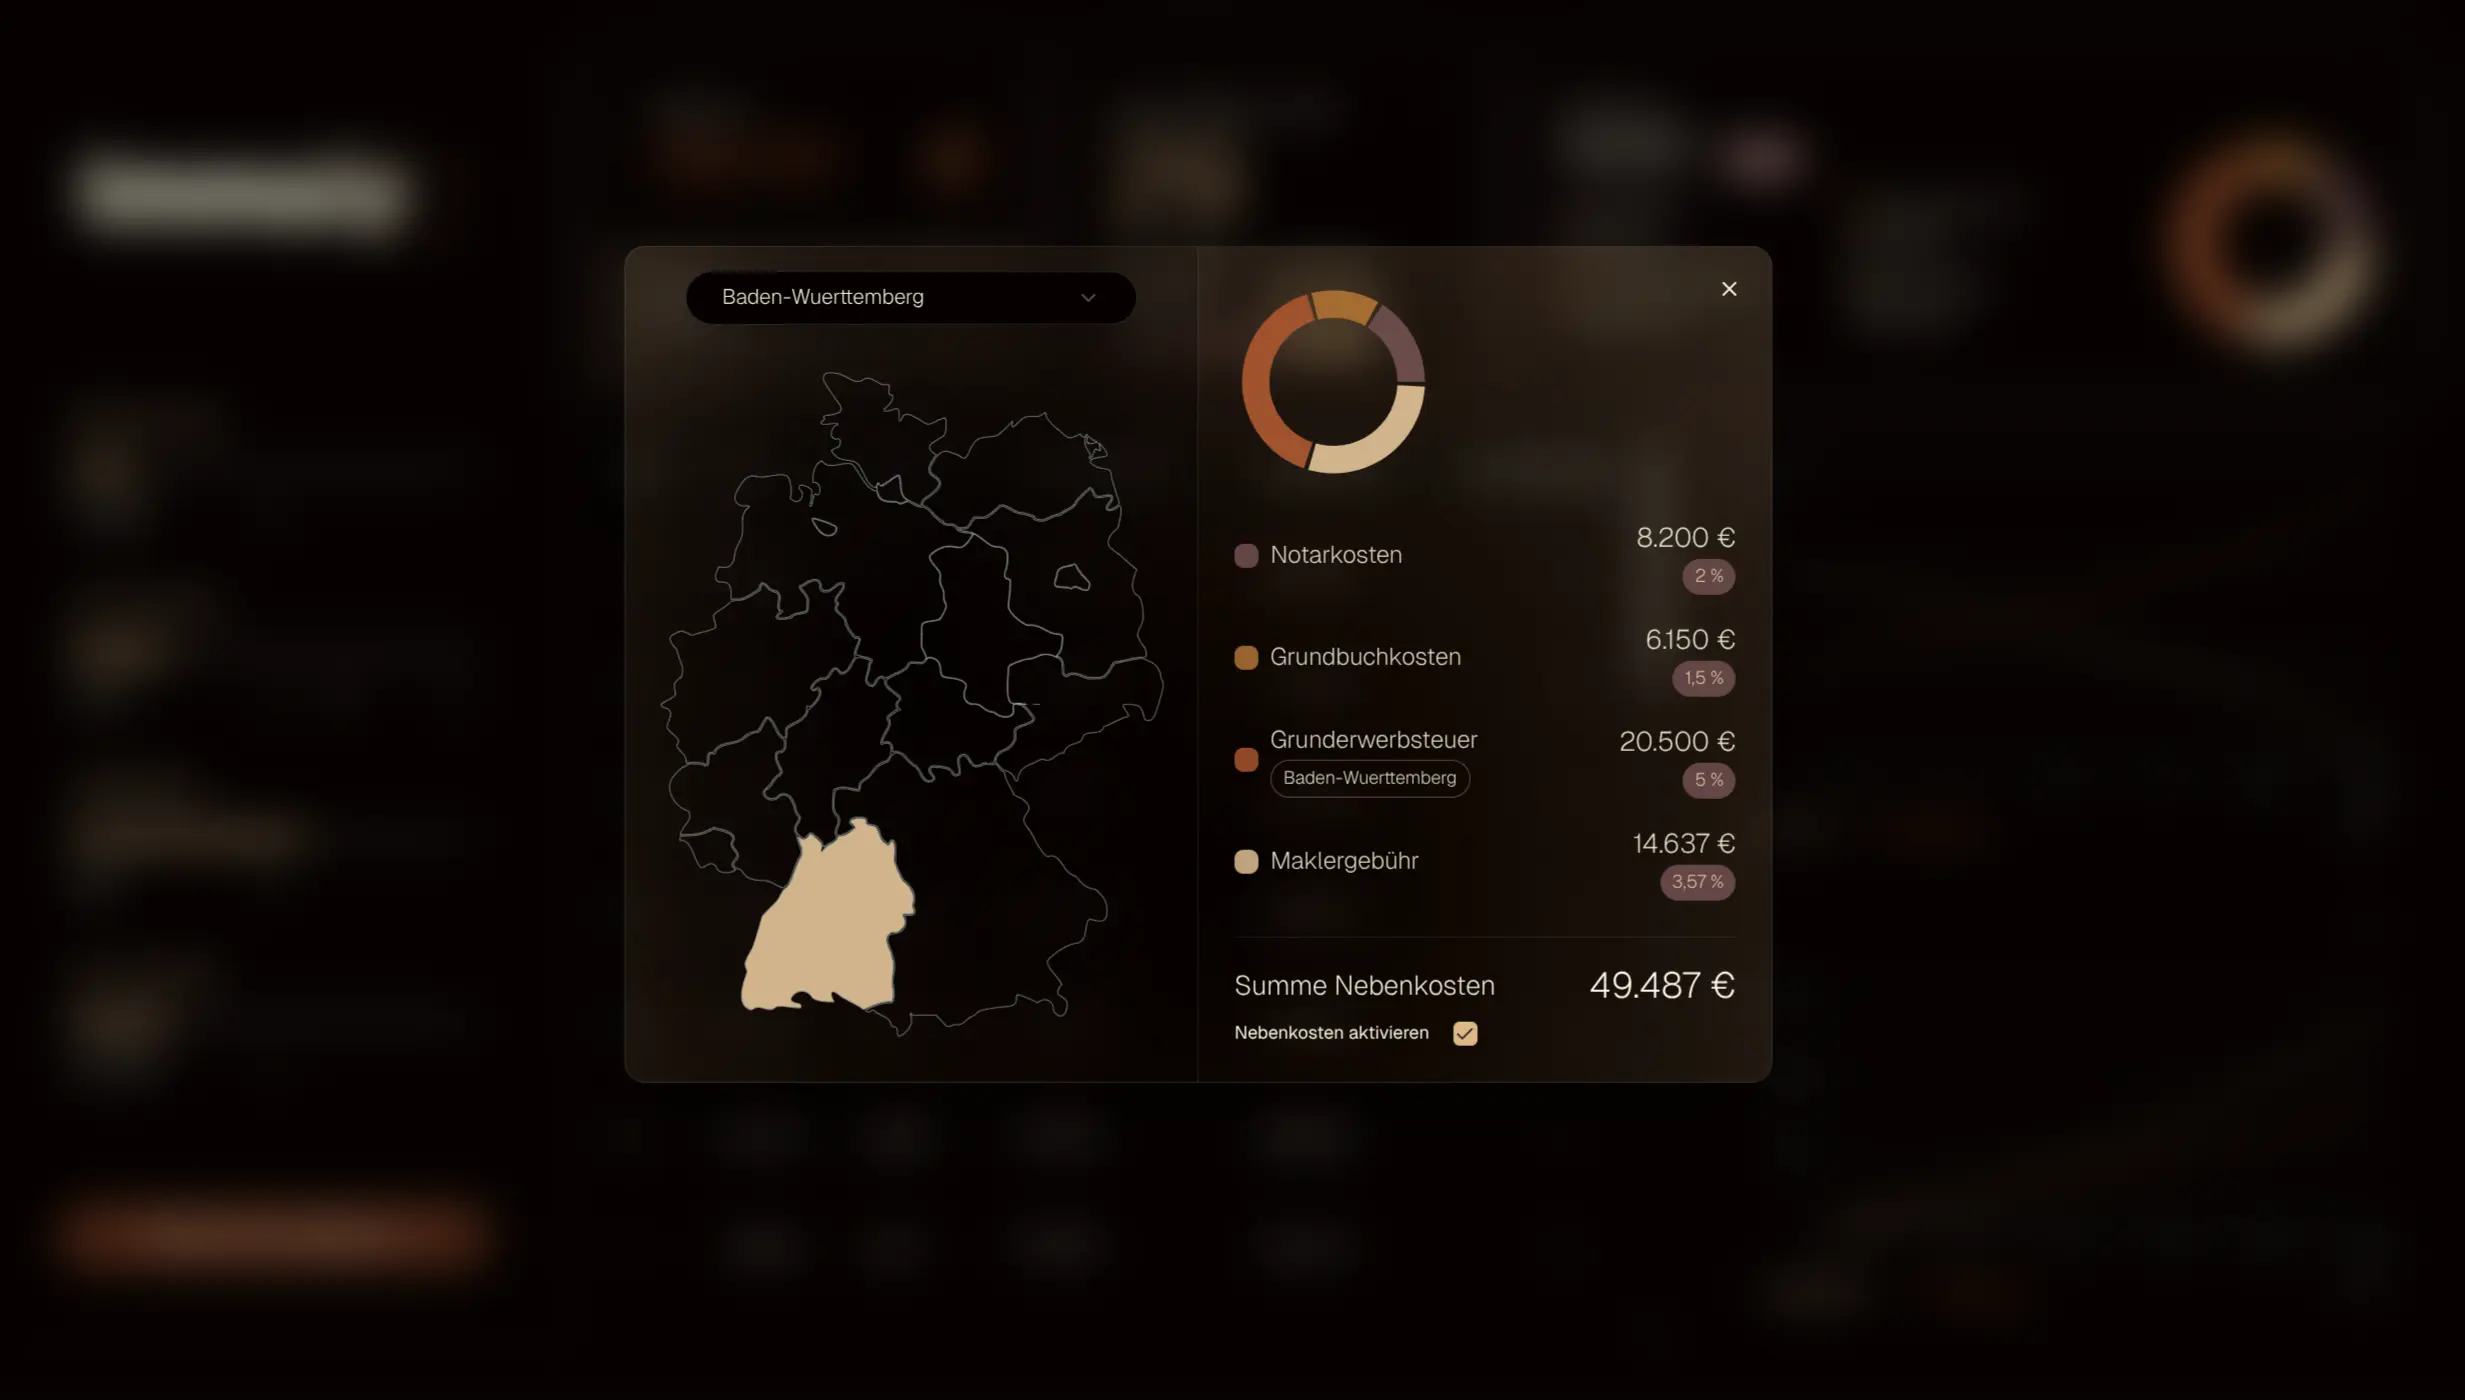 Baden-Wuerttemberg
Notarkosten
8.200 €
2 %
Grundbuchkosten
6.150 €
1,5 %
Grunderwerbsteuer
Baden-Wuerttemberg
20.500 €
5 %
Maklergebühr
14.637 €
3,57 %
Summe Nebenkosten
49.487 €
Nebenkosten aktivieren